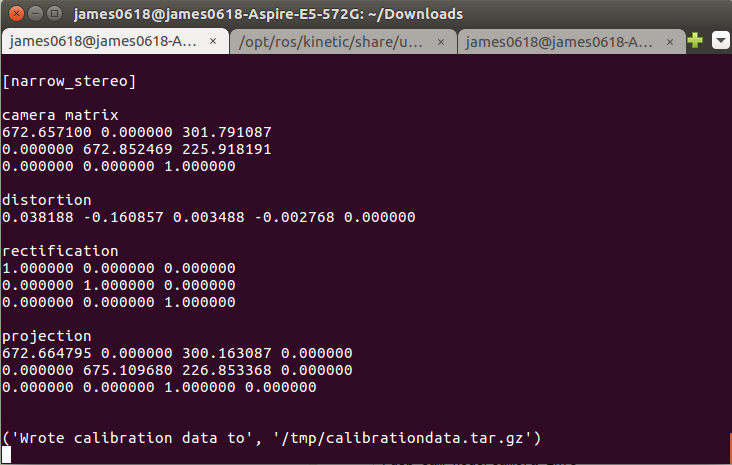 james0618@james0618-Aspire-E5-572G: ~/Downloads
james0618@james0618-A... × /opt/ros/kinetic/share/u... × james0618@james0618-A... ×
[narrow_stereo]
camera matrix
672.657100 0.000000 301.791087
0.000000 672.852469 225.918191
0.000000 0.000000 1.000000
distortion
0.038188 -0.160857 0.003488 -0.002768 0.000000
rectification
1.000000 0.000000 0.000000
0.000000 1.000000 0.000000
0.000000 0.000000 1.000000
projection
672.664795 0.000000 300.163087 0.000000
0.000000 675.109680 226.853368 0.000000
0.000000 0.000000 1.000000 0.000000
('Wrote calibration data to', '/tmp/calibrationdata.tar.gz')